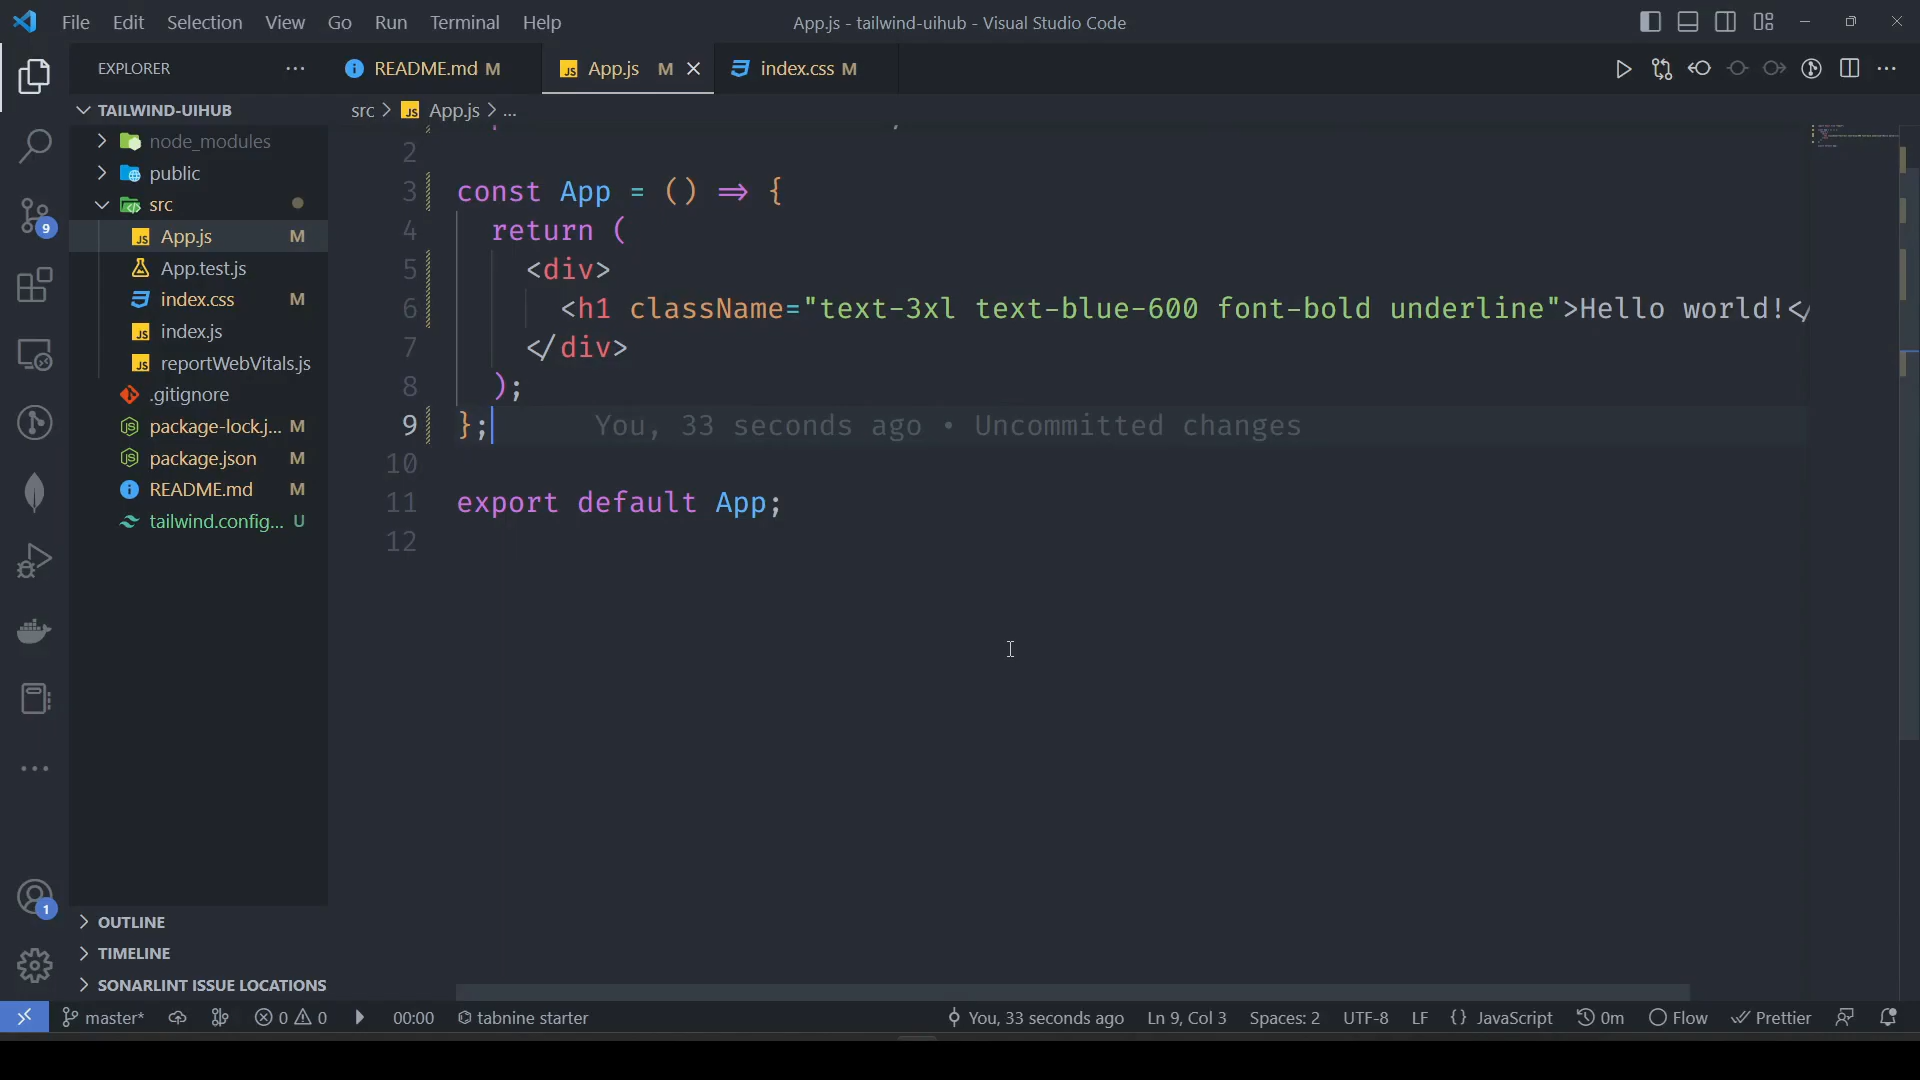 File Edit Selection View Go Run Terminal Help
App.js - tailwind-uihub - Visual Studio Code
EXPLORER
README.md M
App.js M
index.css M
TAILWIND-UIHUB
src > App.js > ...
node_modules
public
src
App.js M
App.test.js
index.css M
index.js
reportWebVitals.js
.gitignore
package-lock.j... M
package.json M
README.md M
tailwind.config... U
9
1
OUTLINE
TIMELINE
SONARLINT ISSUE LOCATIONS
2
3 const App = () => {
4 return (
5 <div>
6 <h1 className="text-3xl text-blue-600 font-bold underline">Hello world!</
7 </div>
8 );
9 }; You, 33 seconds ago • Uncommitted changes
10
11 export default App;
12
master* 0 0 00:00 tabnine starter You, 33 seconds ago Ln 9, Col 3 Spaces: 2 UTF-8 LF {} JavaScript 0m Flow Prettier